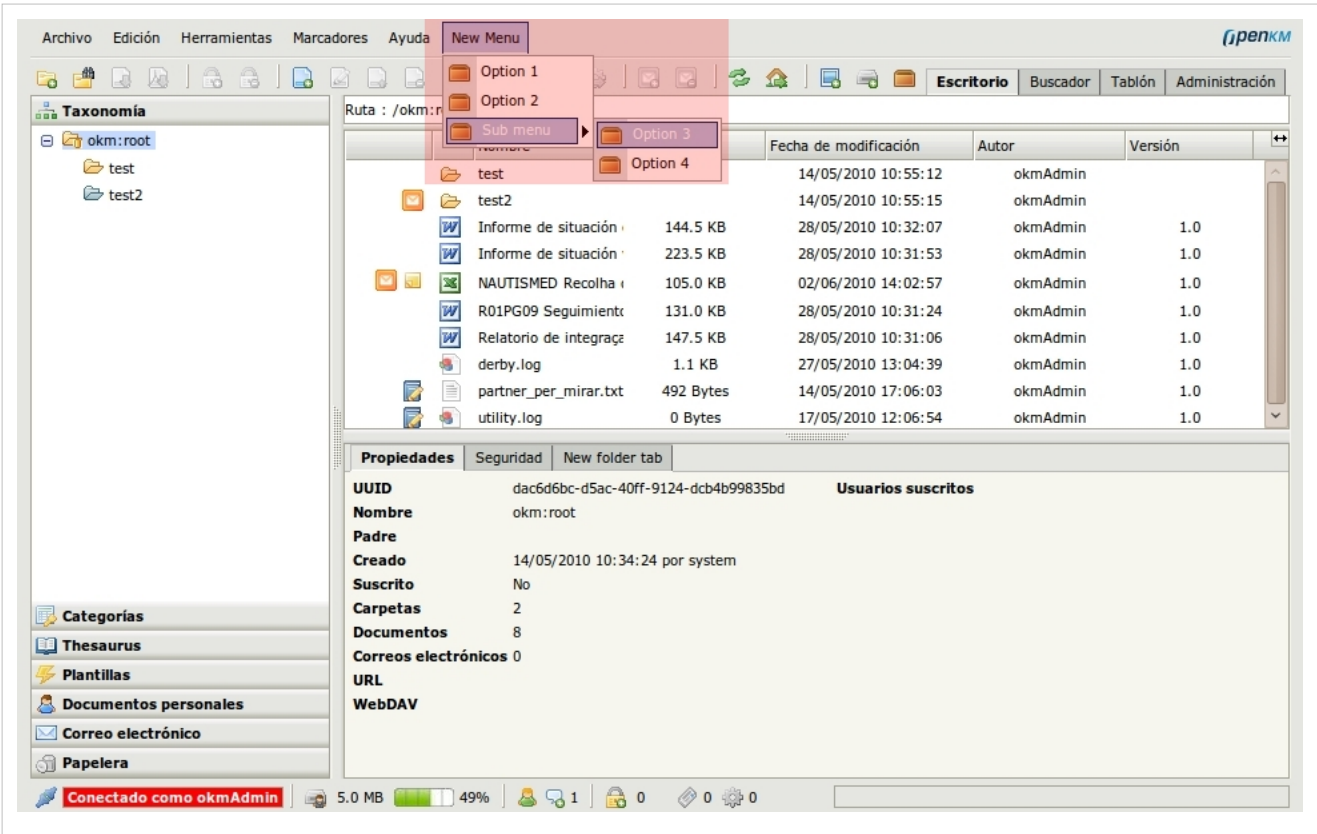 Archivo Edición Herramientas Marcadores Ayuda New Menu openKM
Option 1
Escritorio Buscador Tablón Administración
Option 2
Taxonomía Ruta : /okm:r
Sub menu Option 3
okm:root Fecha de modificación Autor Versión
Option 4
test test 14/05/2010 10:55:12 okmAdmin
test2 test2 14/05/2010 10:55:15 okmAdmin
Informe de situación 144.5 KB 28/05/2010 10:32:07 okmAdmin 1.0
Informe de situación 223.5 KB 28/05/2010 10:31:53 okmAdmin 1.0
NAUTISMED Recolha 105.0 KB 02/06/2010 14:02:57 okmAdmin 1.0
R01PG09 Seguimiento 131.0 KB 28/05/2010 10:31:24 okmAdmin 1.0
Relatorio de integraça 147.5 KB 28/05/2010 10:31:06 okmAdmin 1.0
derby.log 1.1 KB 27/05/2010 13:04:39 okmAdmin 1.0
partner_per_mirar.txt 492 Bytes 14/05/2010 17:06:03 okmAdmin 1.0
utility.log 0 Bytes 17/05/2010 12:06:54 okmAdmin 1.0
Propiedades Seguridad New folder tab
UUID dac6d6bc-d5ac-40ff-9124-dcb4b99835bd Usuarios suscritos
Nombre okm:root
Padre
Creado 14/05/2010 10:34:24 por system
Suscrito No
Carpetas 2
Documentos 8
Correos electrónicos 0
URL
WebDAV
Categorías
Thesaurus
Plantillas
Documentos personales
Correo electrónico
Papelera
Conectado como okmAdmin 5.0 MB 49% 1 0 0 0